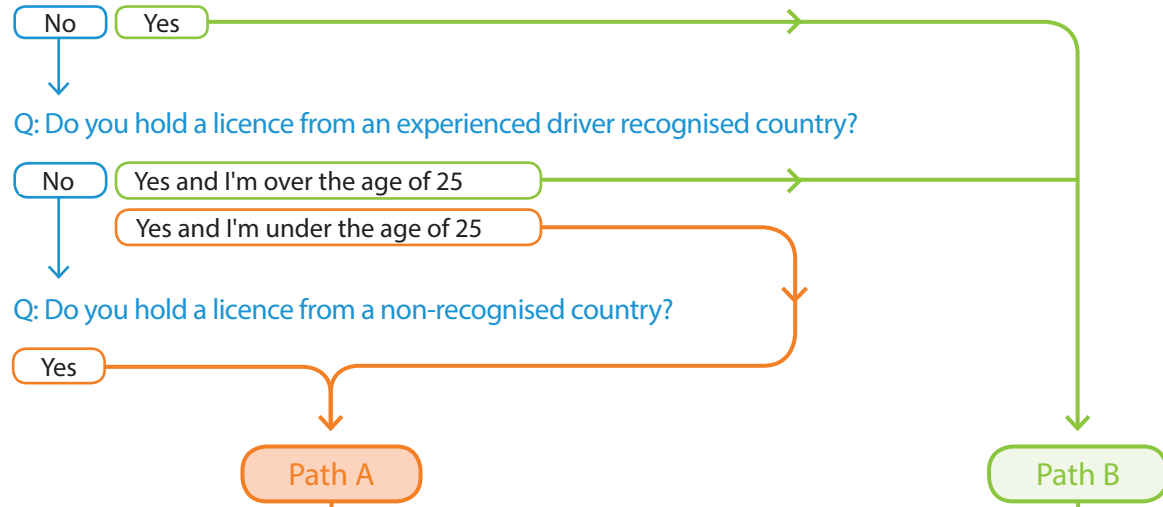 No Yes
Q: Do you hold a licence from an experienced driver recognised country?
No Yes and I'm over the age of 25
Yes and I'm under the age of 25
Q: Do you hold a licence from a non-recognised country?
Yes
Path A Path B